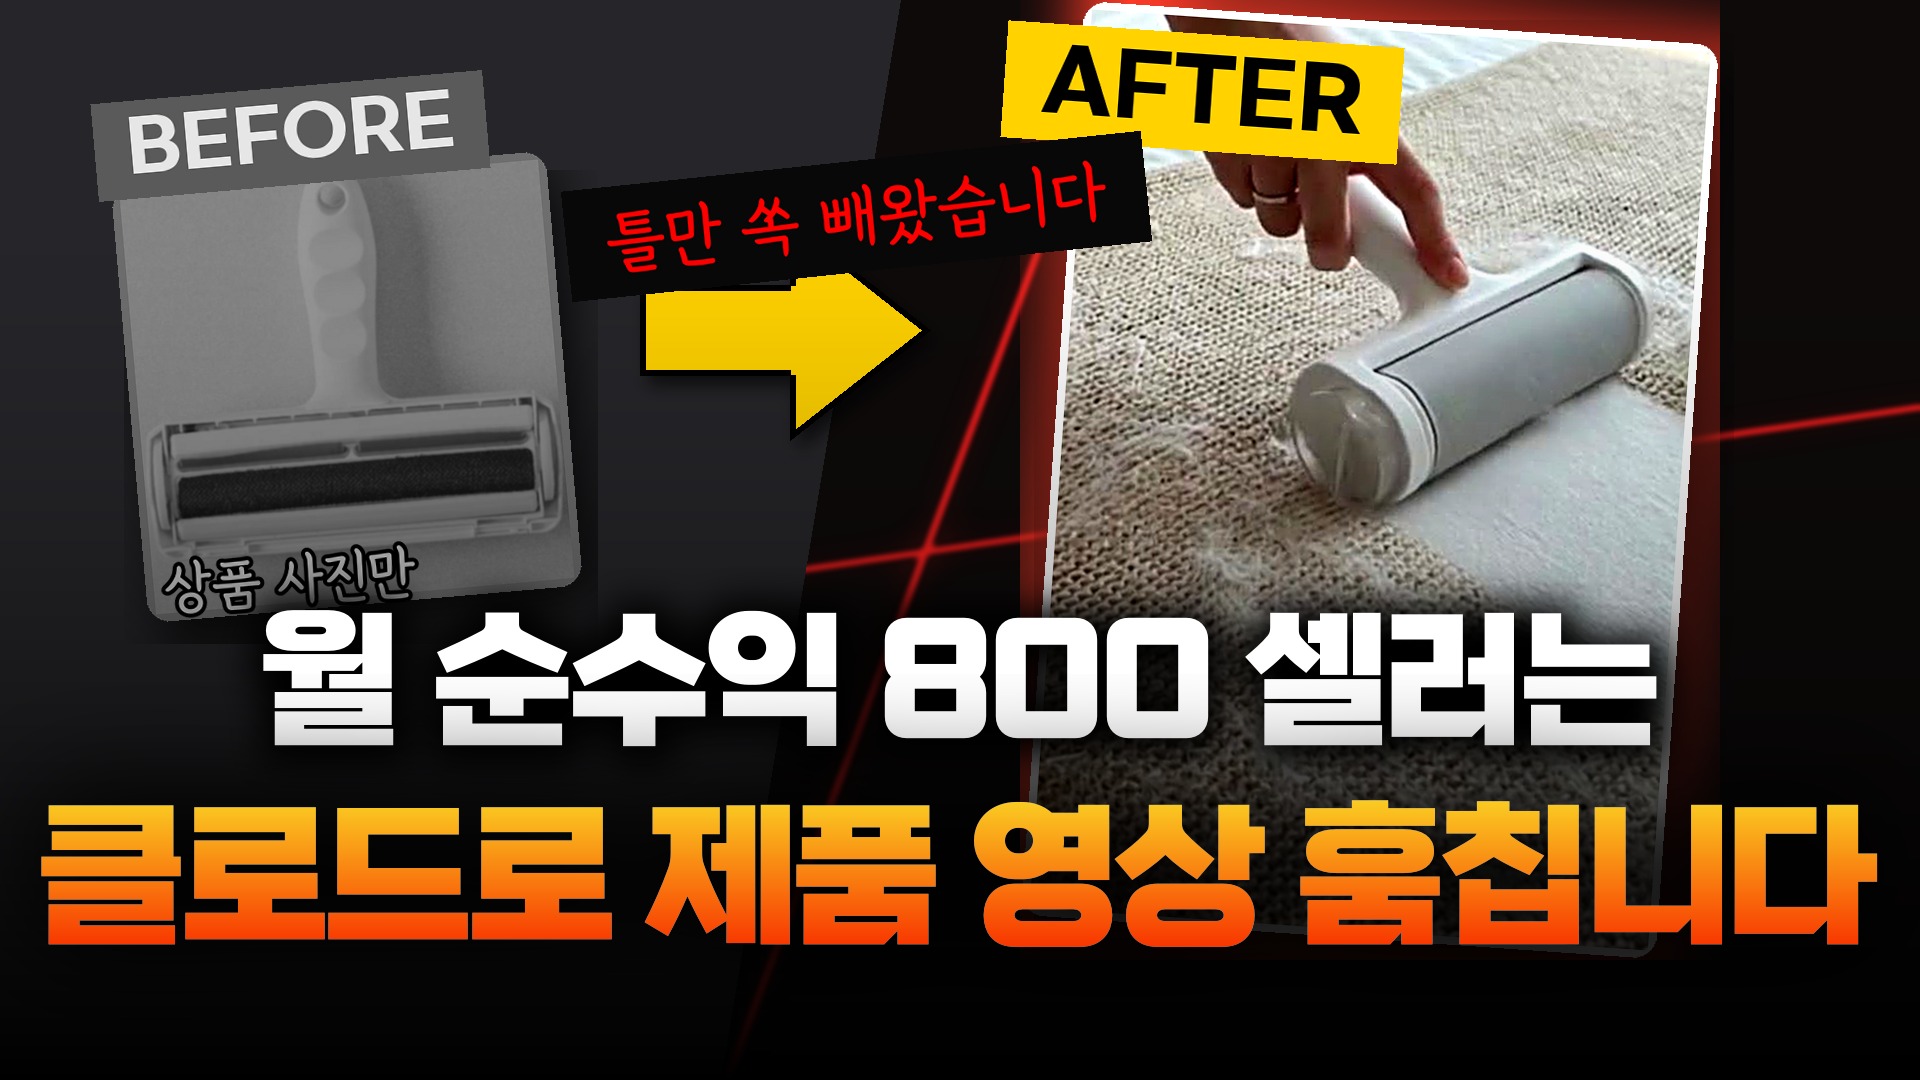 BEFORE
AFTER
틀만 쏙 빼왔습니다
상품 사진만
월 순수익 800 셀러는
클로드로 제품 영상 훔칩니다